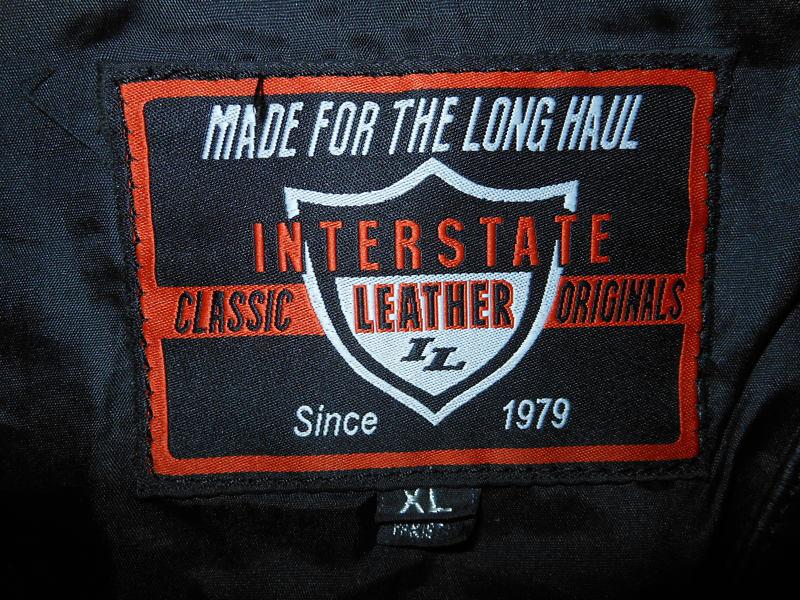 MADE FOR THE LONG HAUL
INTERSTATE
CLASSIC LEATHER ORIGINALS
IL
Since 1979
XL